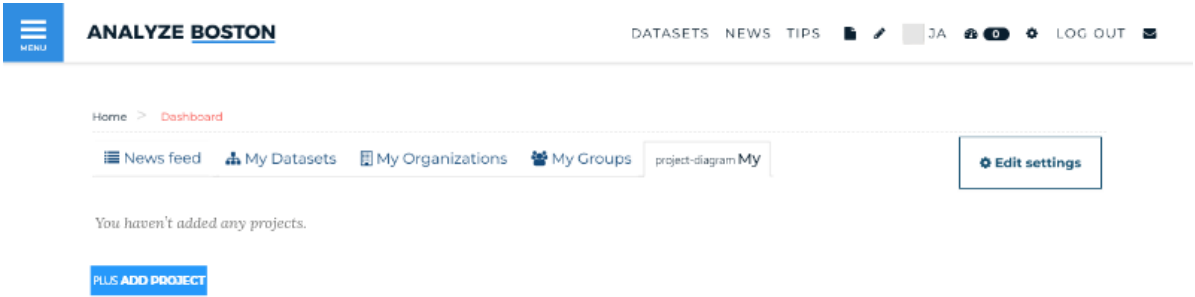 MENU
ANALYZE BOSTON
DATASETS NEWS TIPS JA 0 LOG OUT
Home > Dashboard
News feed My Datasets My Organizations My Groups project-diagram My
Edit settings
You haven't added any projects.
PLUS ADD PROJECT